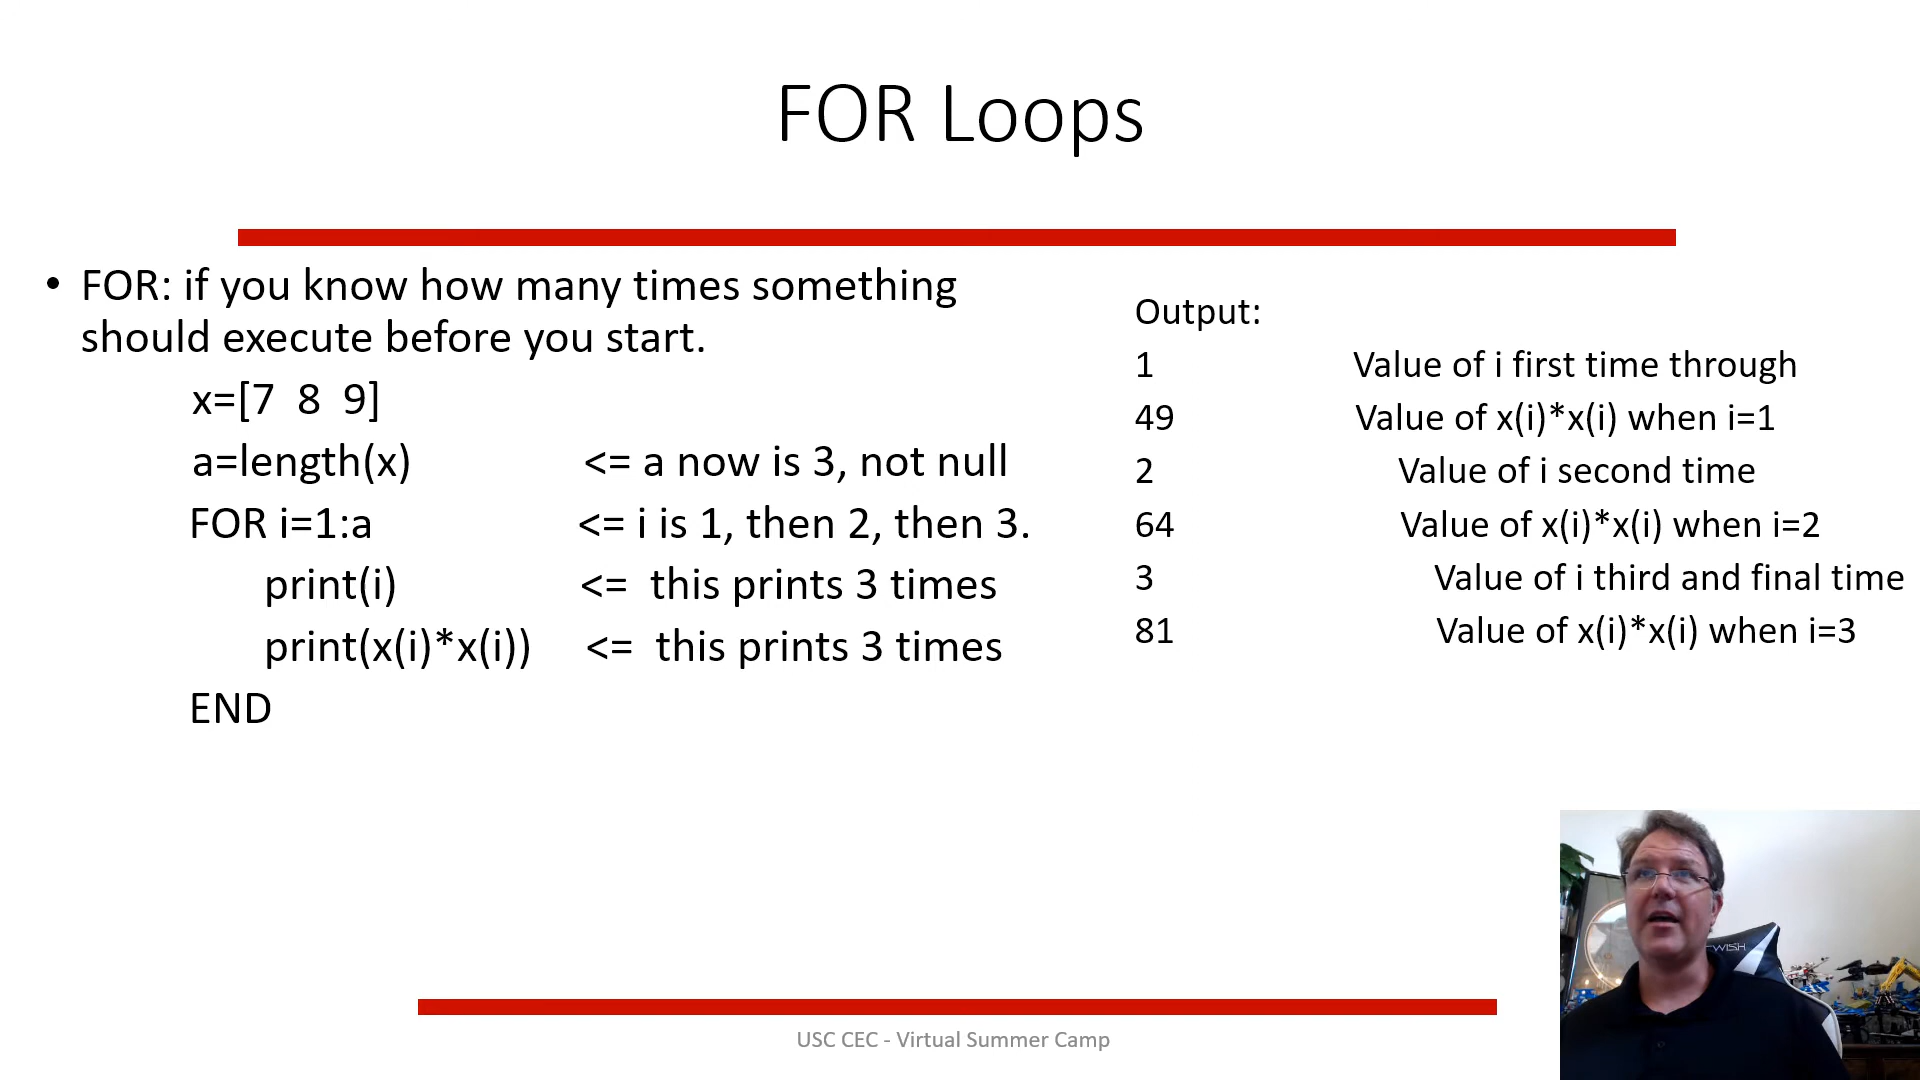 FOR Loops
• FOR: if you know how many times something
should execute before you start.
x=[7 8 9]
a=length(x) <= a now is 3, not null
FOR i=1:a <= i is 1, then 2, then 3.
print(i) <= this prints 3 times
print(x(i)*x(i)) <= this prints 3 times
END
Output:
1 Value of i first time through
49 Value of x(i)*x(i) when i=1
2 Value of i second time
64 Value of x(i)*x(i) when i=2
3 Value of i third and final time
81 Value of x(i)*x(i) when i=3
USC CEC - Virtual Summer Camp